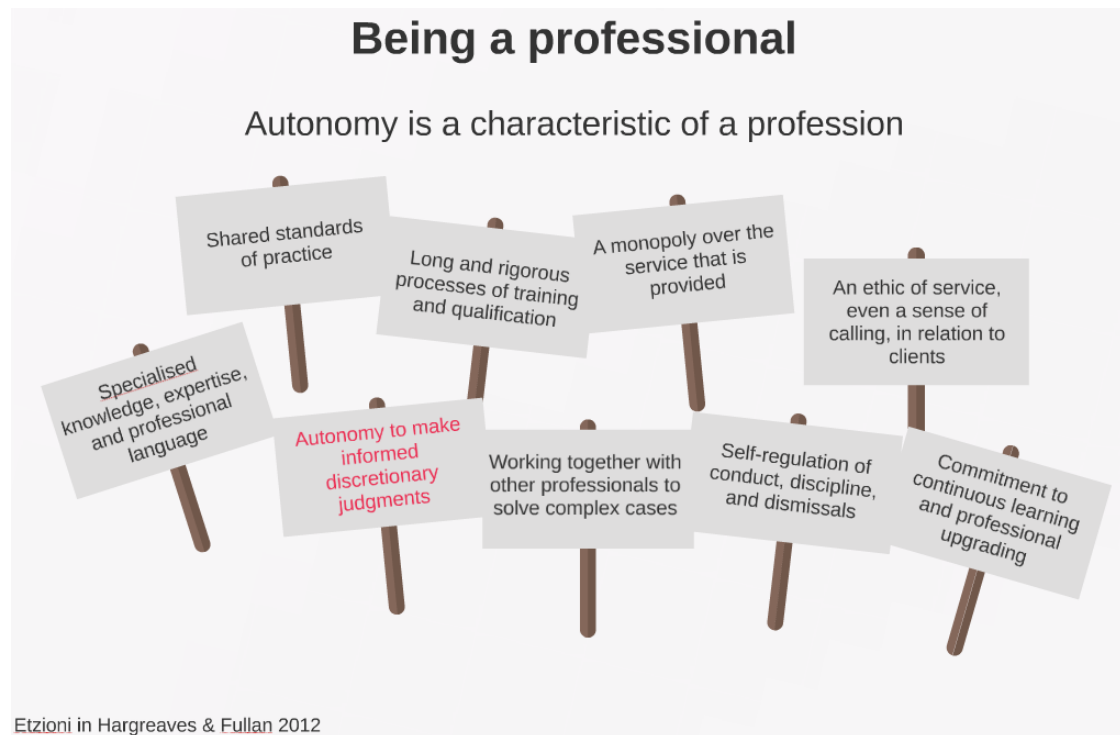 Being a professional
Autonomy is a characteristic of a profession
Shared standards
of practice
Long and rigorous
processes of training
and qualification
A monopoly over the
service that is
provided
An ethic of service,
even a sense of
calling, in relation to
clients
Specialised
knowledge, expertise,
and professional
language
Autonomy to make
informed
discretionary
judgments
Working together with
other professionals to
solve complex cases
Self-regulation of
conduct, discipline,
and dismissals
Commitment to
continuous learning
and professional
upgrading
Etzioni in Hargreaves & Fullan 2012